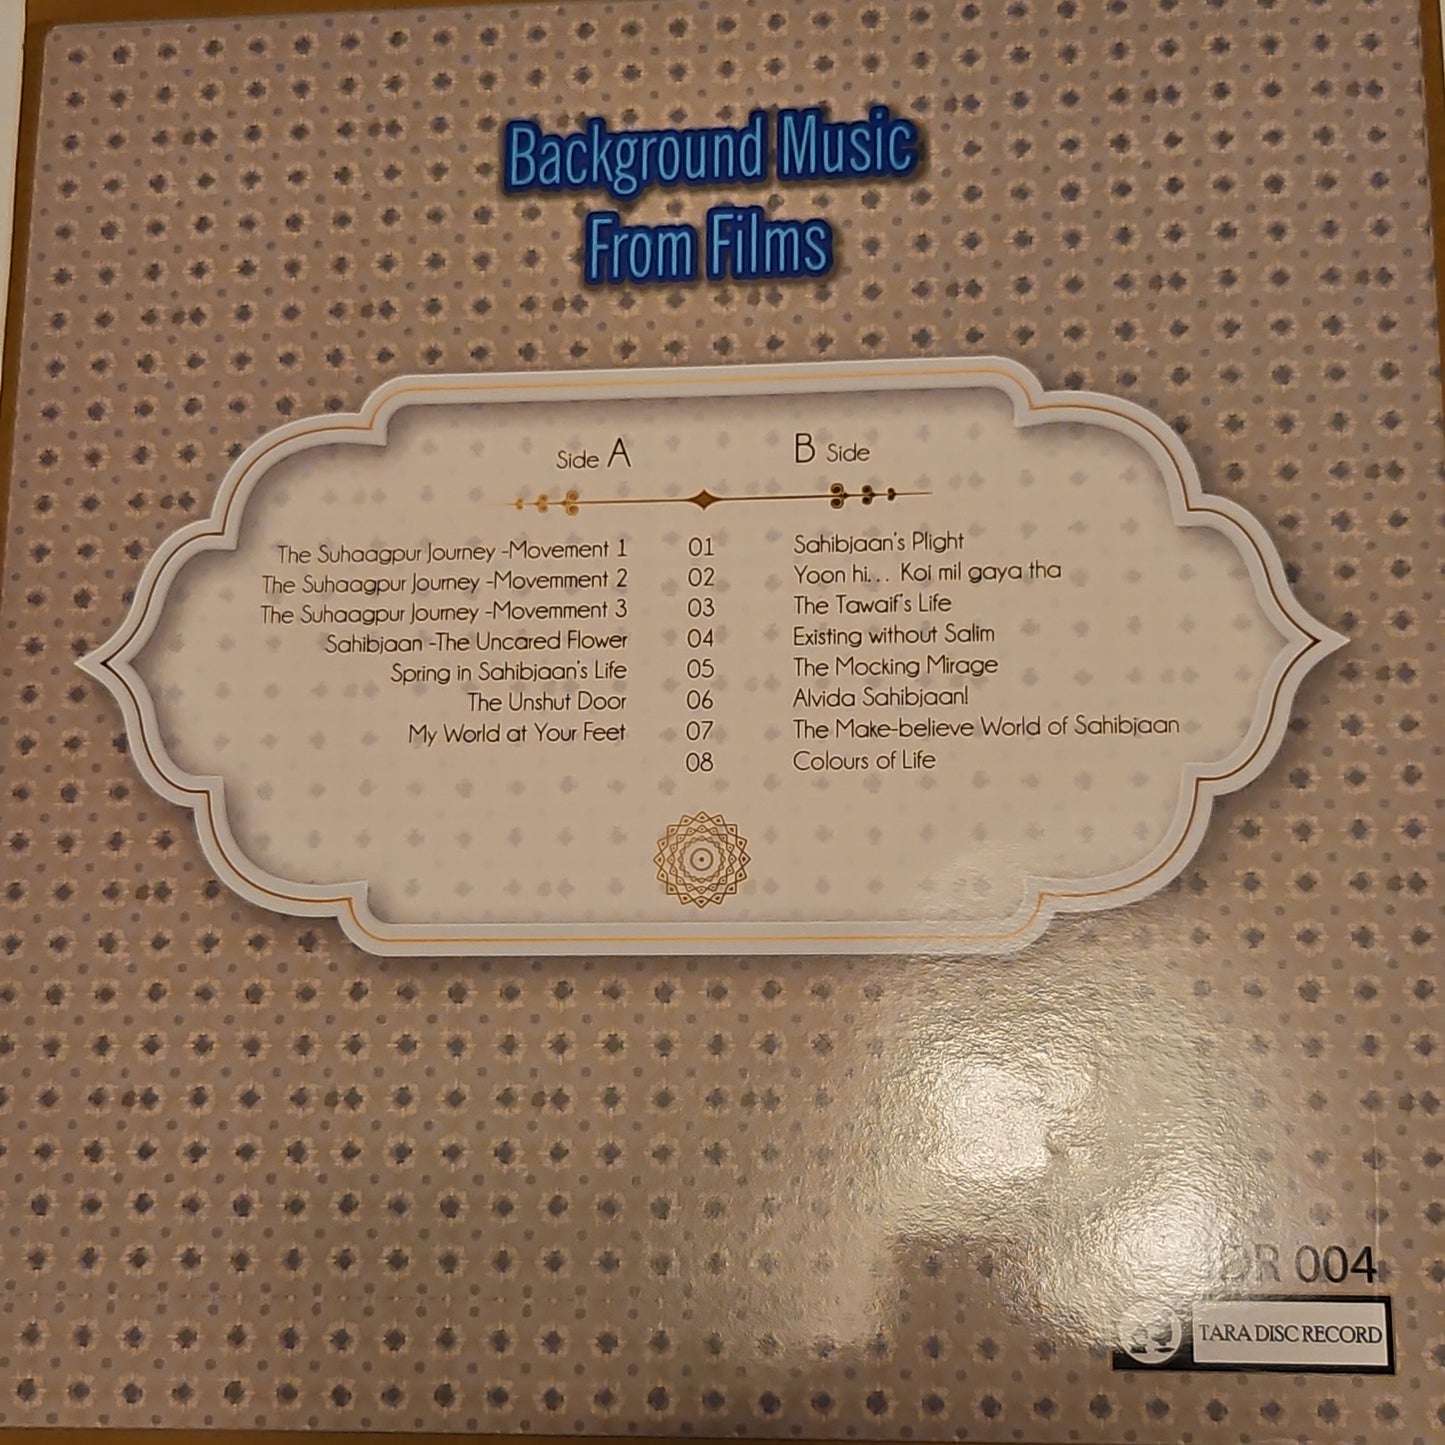 Background Music
From Films
Side A
B Side
The Suhaagpur Journey -Movement 1 01 Sahibjaan's Plight
The Suhaagpur Journey -Movemment 2 02 Yoon hi... Koi mil gaya tha
The Suhaagpur Journey -Movemment 3 03 The Tawaif's Life
Sahibjaan -The Uncared Flower 04 Existing without Salim
Spring in Sahibjaan's Life 05 The Mocking Mirage
The Unshut Door 06 Alvida Sahibjaan!
My World at Your Feet 07 The Make-believe World of Sahibjaan
08 Colours of Life
004
TARA DISC RECORD